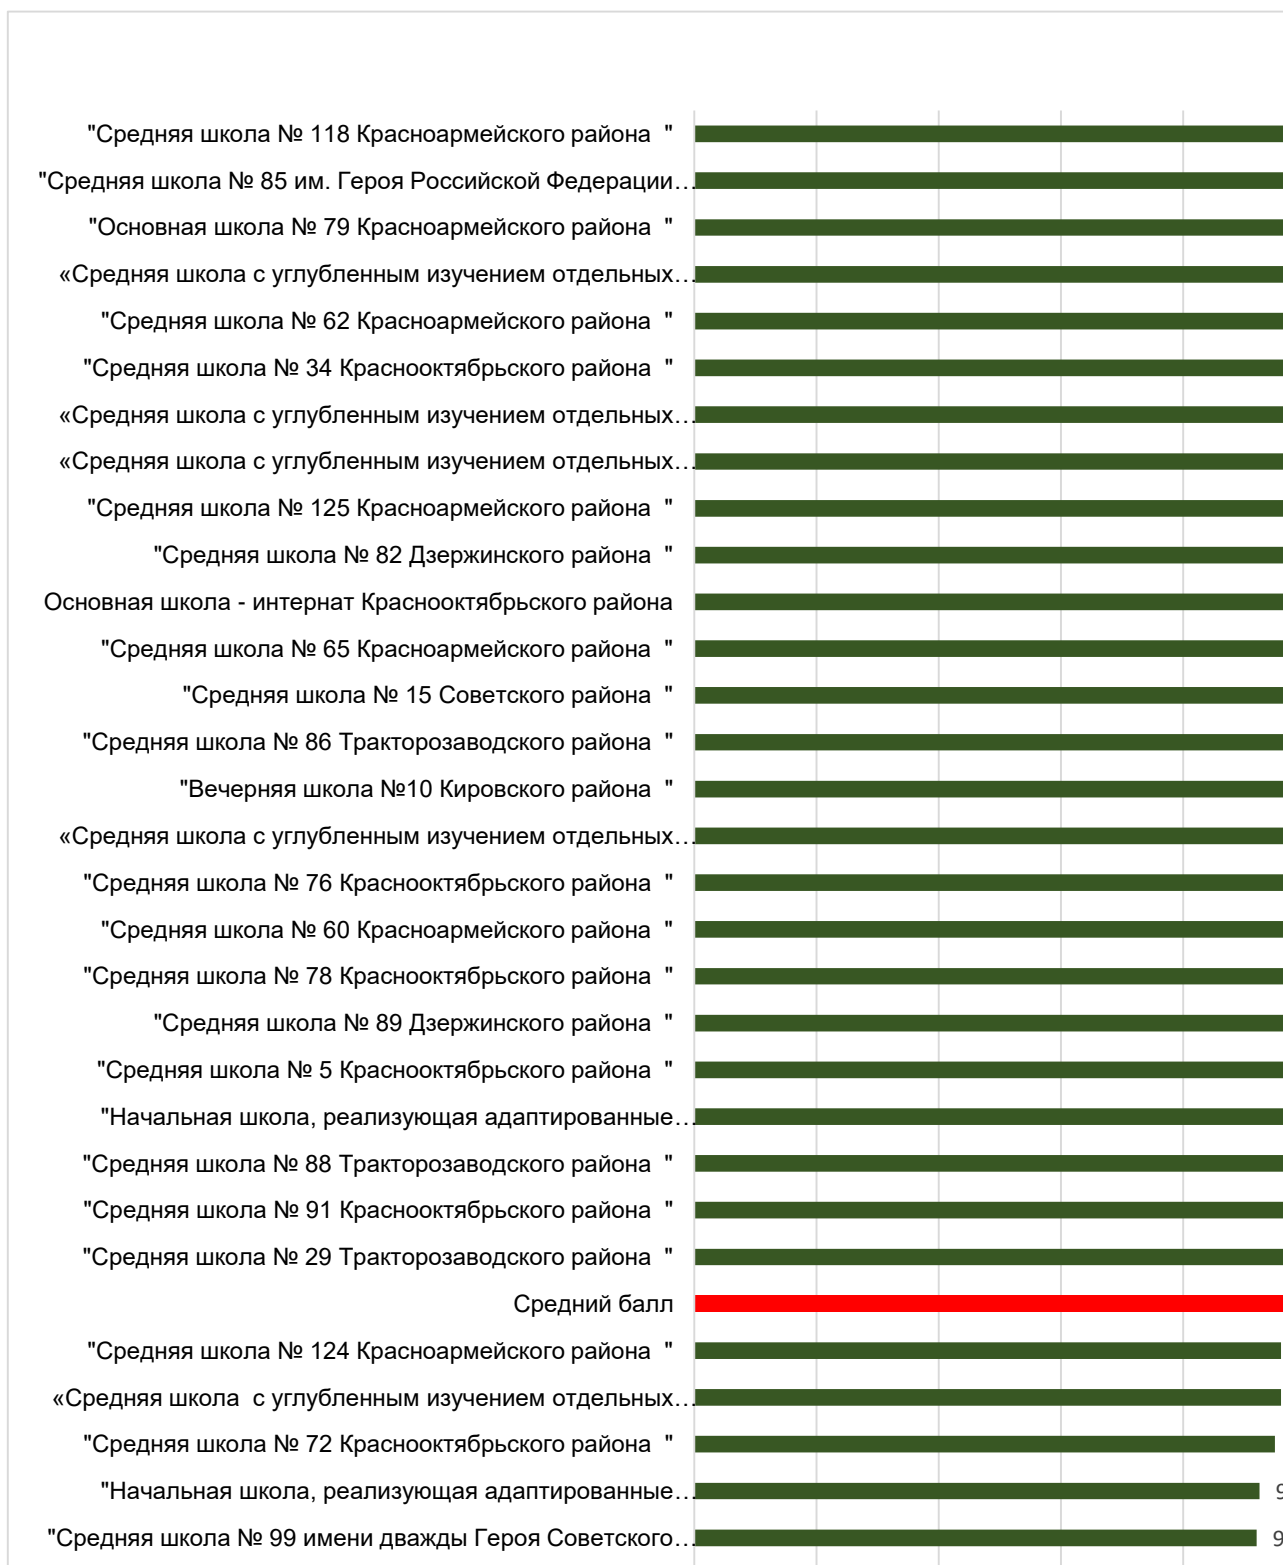 "Средняя школа № 118 Красноармейского района  "
"Средняя школа № 85 им. Героя Российской Федерации…
"Основная школа № 79 Красноармейского района  "
«Средняя школа с углубленным изучением отдельных…
"Средняя школа № 62 Красноармейского района  "
"Средняя школа № 34 Краснооктябрьского района  "
«Средняя школа с углубленным изучением отдельных…
«Средняя школа с углубленным изучением отдельных…
"Средняя школа № 125 Красноармейского района  "
"Средняя школа № 82 Дзержинского района  "
Основная школа - интернат Краснооктябрьского района
"Средняя школа № 65 Красноармейского района  "
"Средняя школа № 15 Советского района  "
"Средняя школа № 86 Тракторозаводского района  "
"Вечерняя школа №10 Кировского района  "
«Средняя школа с углубленным изучением отдельных…
"Средняя школа № 76 Краснооктябрьского района  "
"Средняя школа № 60 Красноармейского района  "
"Средняя школа № 78 Краснооктябрьского района  "
"Средняя школа № 89 Дзержинского района  "
"Средняя школа № 5 Краснооктябрьского района  "
"Начальная школа, реализующая адаптированные…
"Средняя школа № 88 Тракторозаводского района  "
"Средняя школа № 91 Краснооктябрьского района  "
"Средняя школа № 29 Тракторозаводского района  "
Средний балл
"Средняя школа № 124 Красноармейского района  "
«Средняя школа  с углубленным изучением отдельных…
"Средняя школа № 72 Краснооктябрьского района  "
"Начальная школа, реализующая адаптированные… 9
"Средняя школа № 99 имени дважды Героя Советского… 9